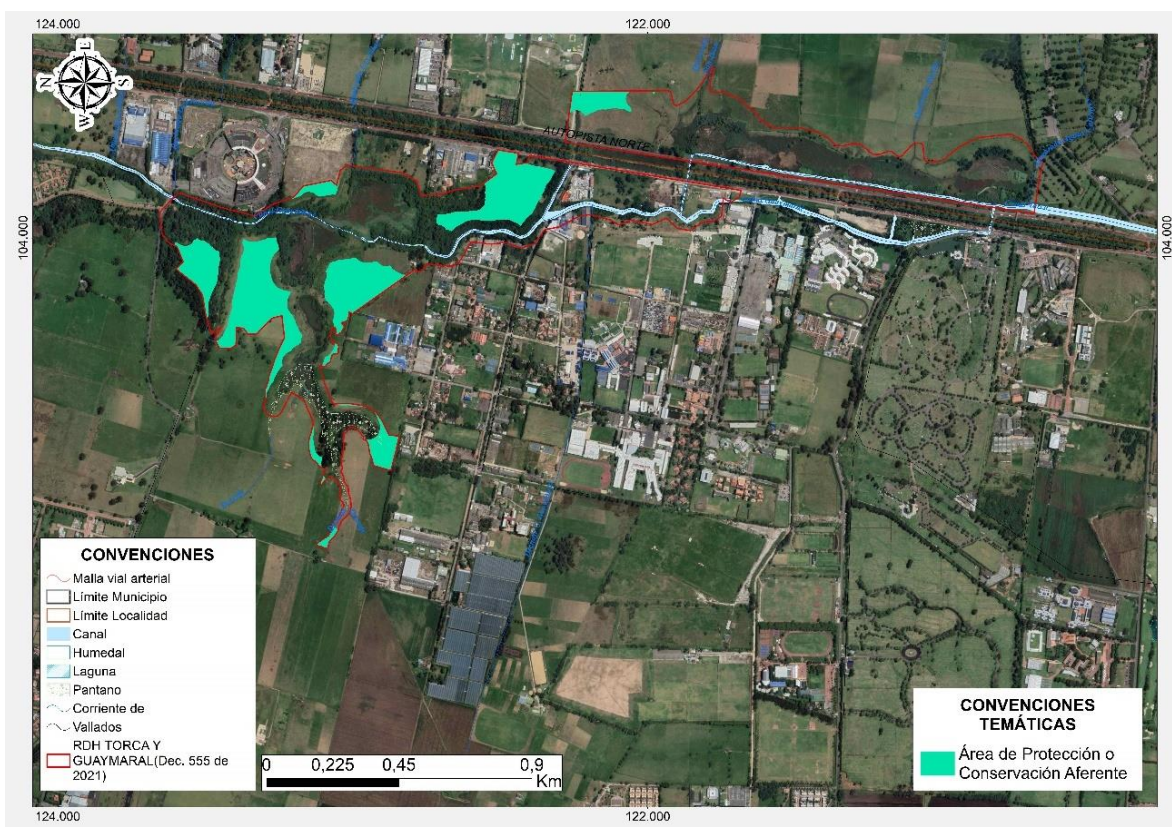 124.000
122.000
N
E
S
W
AUTOPISTA NORTE
104.000
104.000
CONVENCIONES
Malla vial arterial
Límite Municipio
Límite Localidad
Canal
Humedal
Laguna
Pantano
Corriente de
Vallados
RDH TORCA Y
GUAYMARAL(Dec. 555 de
2021)
0 0,225 0,45 0,9
Km
CONVENCIONES
TEMÁTICAS
Área de Protección o
Conservación Aferente
124.000
122.000